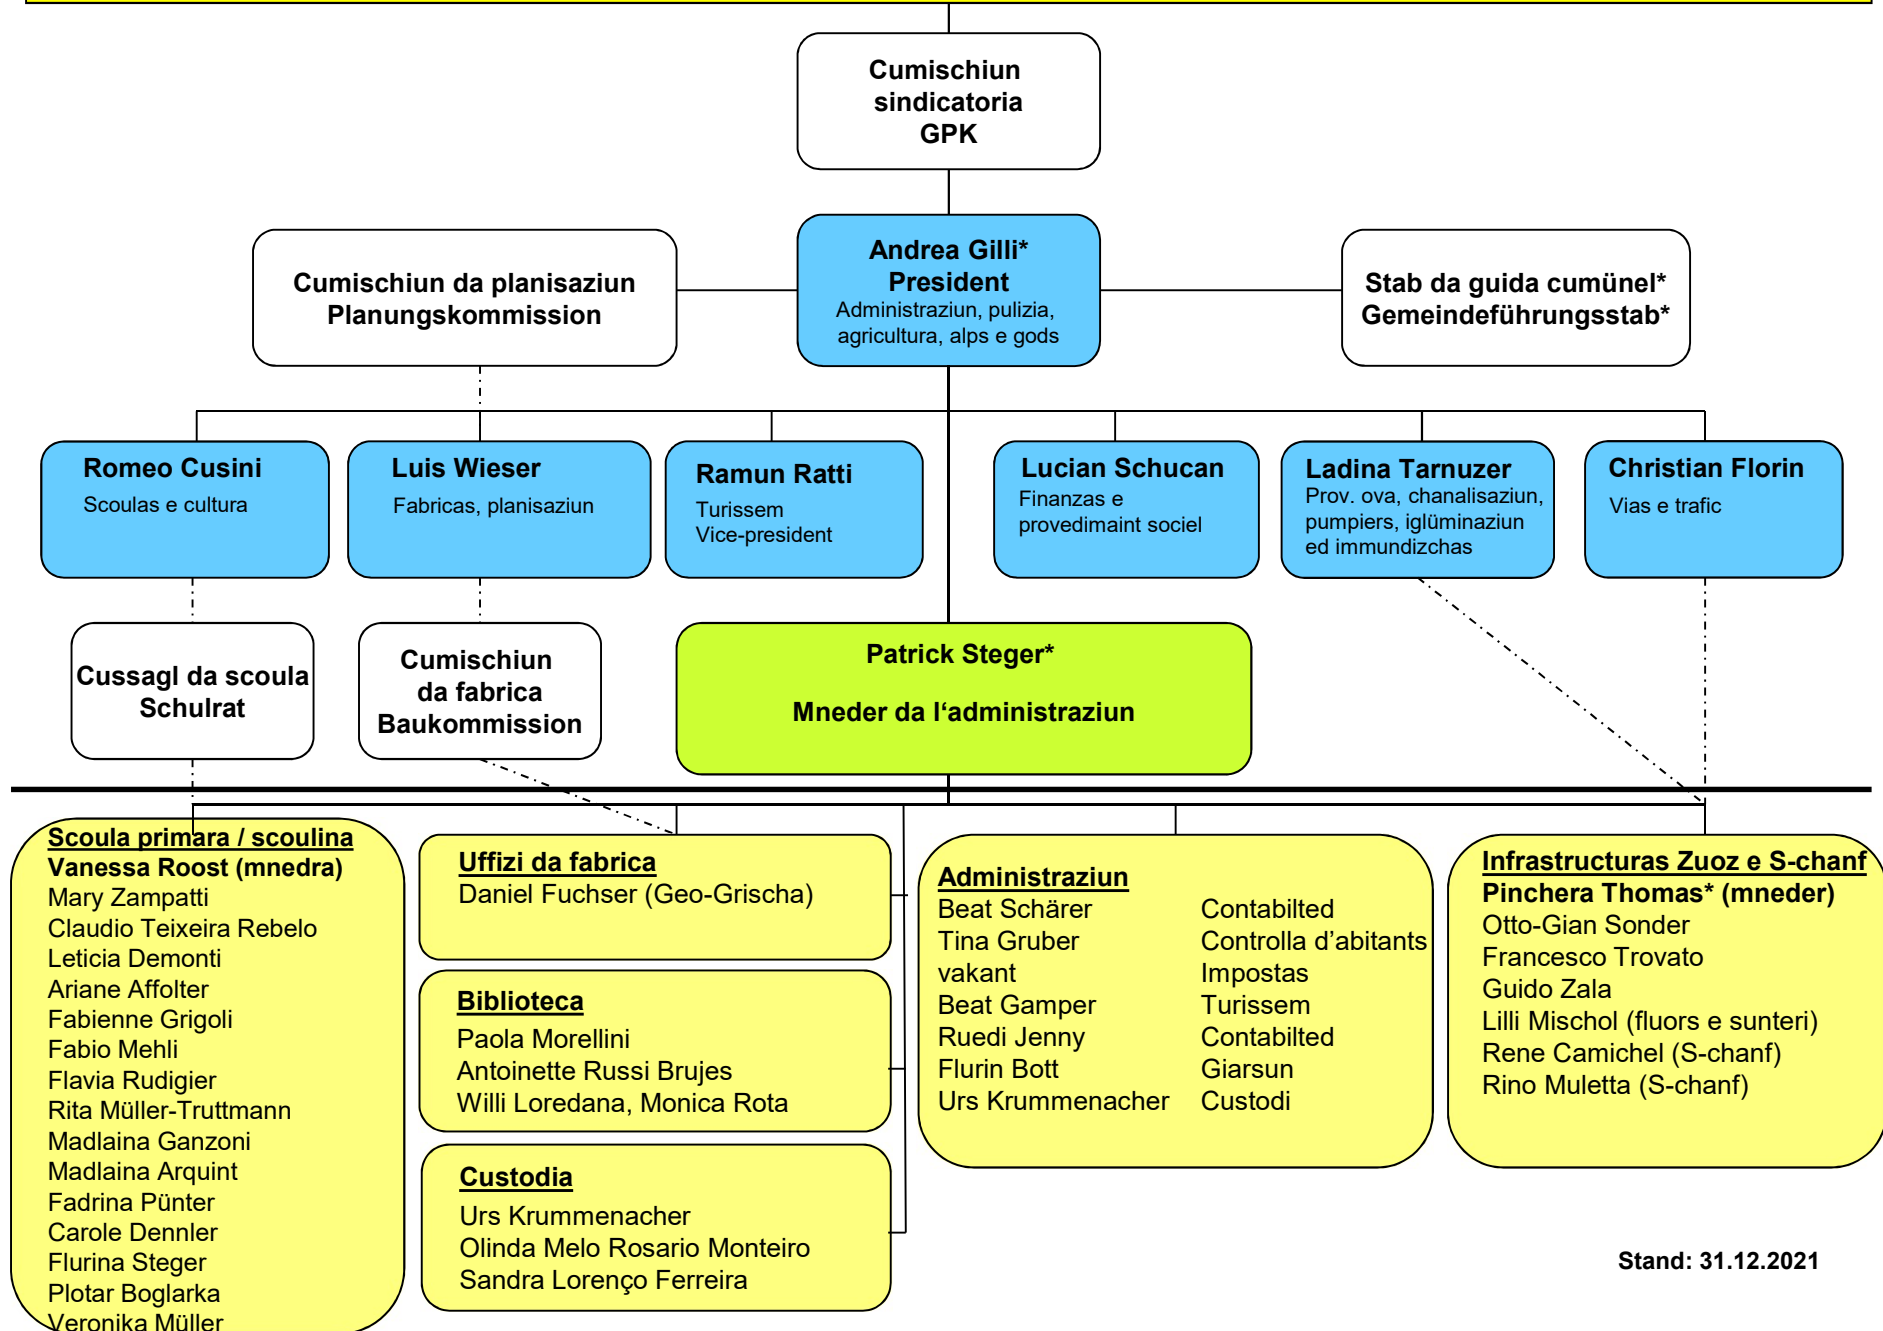 Cumischiun
sindicatoria
GPK
Cumischiun da planisaziun
Planungskommission
Andrea Gilli*
President
Administraziun, pulizia,
agricultura, alps e gods
Stab da guida cumünel*
Gemeindeführungsstab*
Romeo Cusini
Scoulas e cultura
Luis Wieser
Fabricas, planisaziun
Ramun Ratti
Turissem
Vice-president
Lucian Schucan
Finanzas e
provedimaint sociel
Ladina Tarnuzer
Prov. ova, chanalisaziun,
pumpiers, iglüminaziun
ed immundizchas
Christian Florin
Vias e trafic
Cussagl da scoula
Schulrat
Cumischiun
da fabrica
Baukommission
Patrick Steger*
Mneder da l‘administraziun
Scoula primara / scoulina
Vanessa Roost (mnedra)
Mary Zampatti
Claudio Teixeira Rebelo
Leticia Demonti
Ariane Affolter
Fabienne Grigoli
Fabio Mehli
Flavia Rudigier
Rita Müller-Truttmann
Madlaina Ganzoni
Madlaina Arquint
Fadrina Pünter
Carole Dennler
Flurina Steger
Plotar Boglarka
Veronika Müller
Uffizi da fabrica
Daniel Fuchser (Geo-Grischa)
Biblioteca
Paola Morellini
Antoinette Russi Brujes
Willi Loredana, Monica Rota
Custodia
Urs Krummenacher
Olinda Melo Rosario Monteiro
Sandra Lorenço Ferreira
Administraziun
Beat Schärer Contabilted
Tina Gruber Controlla d’abitants
vakant Impostas
Beat Gamper Turissem
Ruedi Jenny Contabilted
Flurin Bott Giarsun
Urs Krummenacher Custodi
Infrastructuras Zuoz e S-chanf
Pinchera Thomas* (mneder)
Otto-Gian Sonder
Francesco Trovato
Guido Zala
Lilli Mischol (fluors e sunteri)
Rene Camichel (S-chanf)
Rino Muletta (S-chanf)
Stand: 31.12.2021